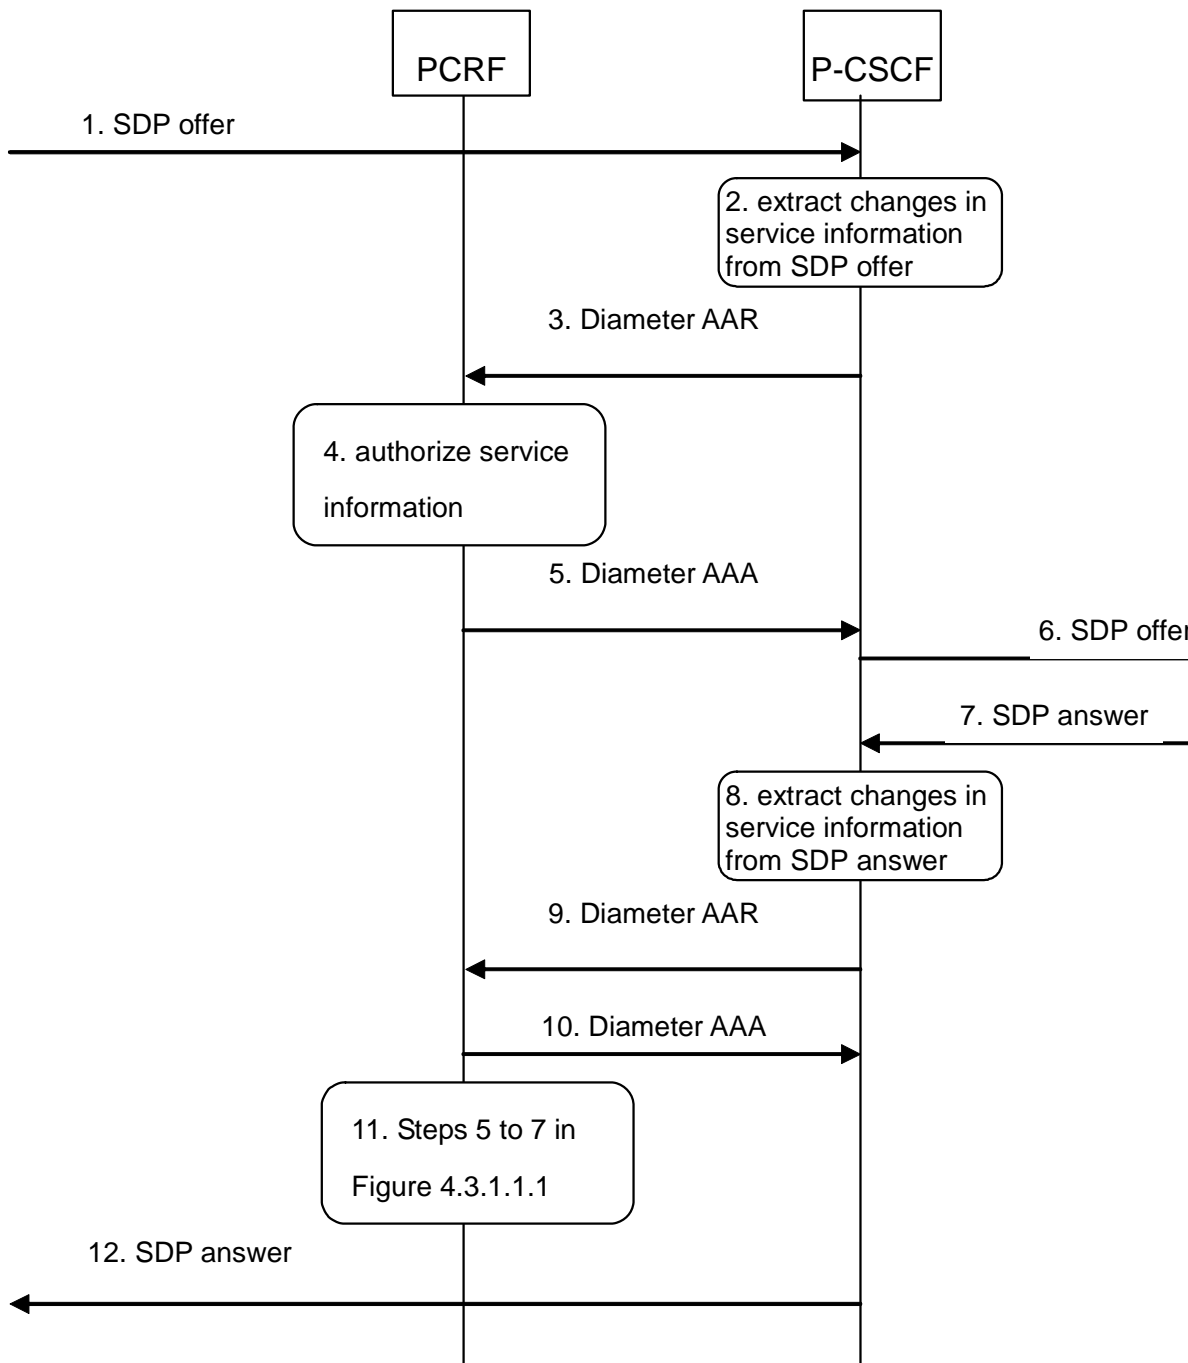 PCRF
P-CSCF
1. SDP offer
2. extract changes in
service information
from SDP offer
3. Diameter AAR
4. authorize service
information
5. Diameter AAA
6. SDP offer
7. SDP answer
8. extract changes in
service information
from SDP answer
9. Diameter AAR
10. Diameter AAA
11. Steps 5 to 7 in
Figure 4.3.1.1.1
12. SDP answer